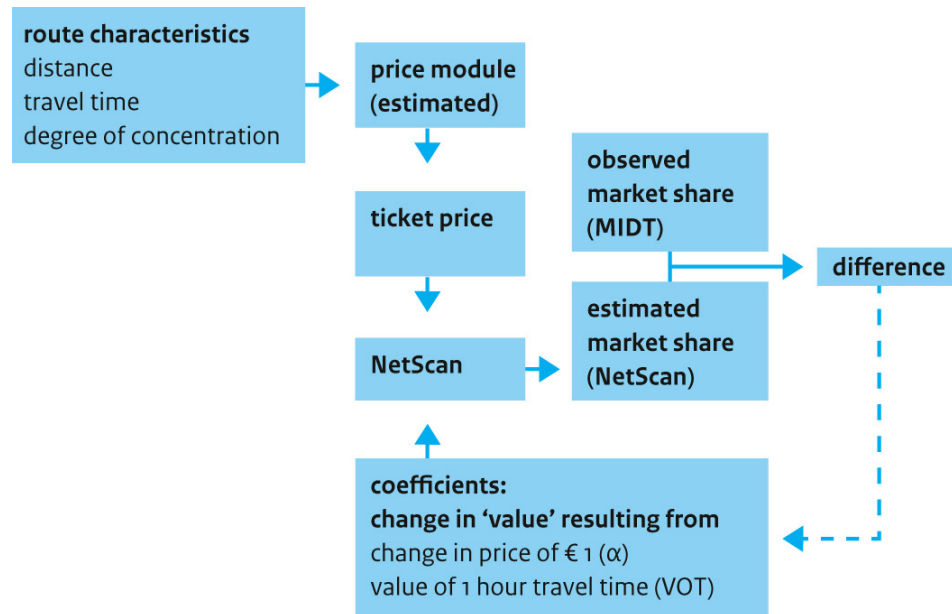 route characteristics
distance
travel time
degree of concentration
price module
(estimated)
ticket price
NetScan
observed
market share
(MIDT)
estimated
market share
(NetScan)
difference
coefficients:
change in ‘value’ resulting from
change in price of € 1 (α)
value of 1 hour travel time (VOT)